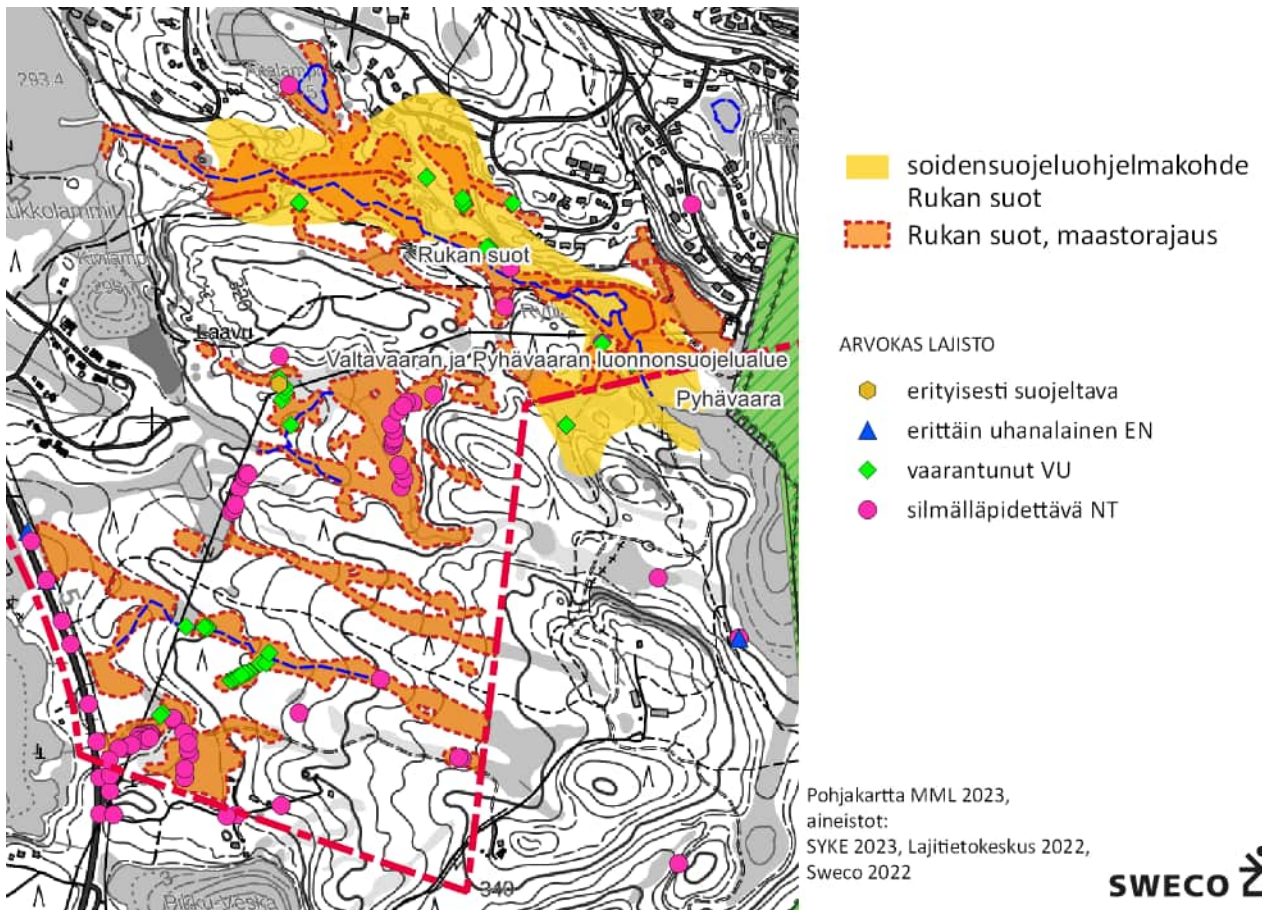 293.4
soidensuojeluohjelmakohde
Rukan suot
Rukan suot, maastorajaus
Rukan suot
320
Laavu
Valtavaaran ja Pyhävaaran luonnonsuojelualue
Pyhävaara
ARVOKAS LAJISTO
erityisesti suojeltava
erittäin uhanalainen EN
vaarantunut VU
silmälläpidettävä NT
5
340
Pohjakartta MML 2023,
aineistot:
SYKE 2023, Lajitietokeskus 2022,
Sweco 2022
SWECO